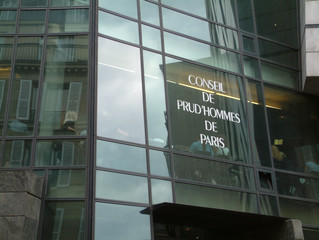 CONSEIL
DE
PRUD'HOMMES
DE
PARIS